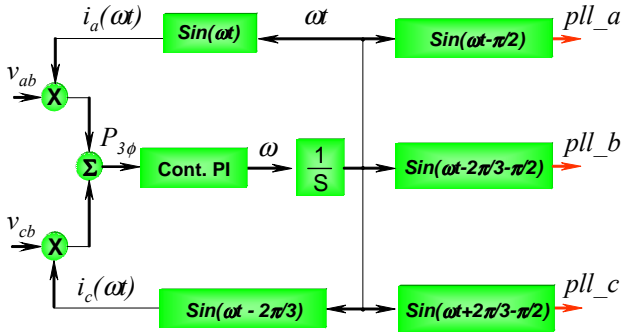 i_a(ωt) Sin(ωt) ωt Sin(ωt-π/2) pll_a
v_ab X
P_3ϕ ω pll_b
Σ Cont. PI 1/S Sin(ωt-2π/3-π/2)
v_cb X
i_c(ωt) Sin(ωt - 2π/3) Sin(ωt+2π/3-π/2) pll_c